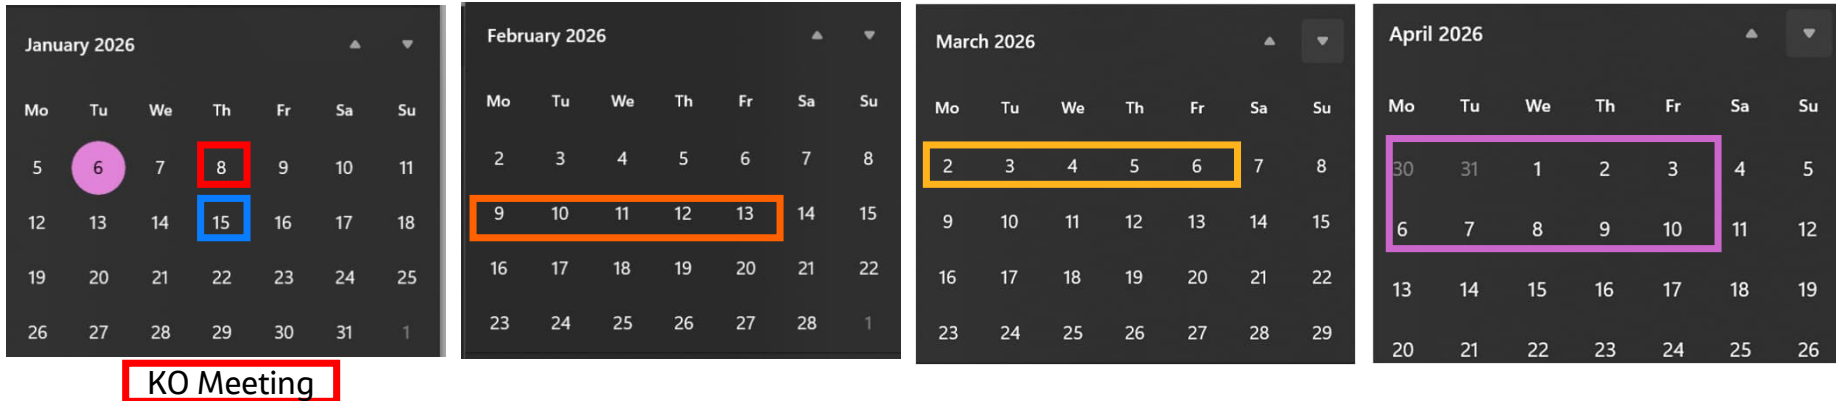 January 2026
Mo Tu We Th Fr Sa Su
5 6 7 8 9 10 11
12 13 14 15 16 17 18
19 20 21 22 23 24 25
26 27 28 29 30 31 1
KO Meeting
February 2026
Mo Tu We Th Fr Sa Su
2 3 4 5 6 7 8
9 10 11 12 13 14 15
16 17 18 19 20 21 22
23 24 25 26 27 28 1
March 2026
Mo Tu We Th Fr Sa Su
2 3 4 5 6 7 8
9 10 11 12 13 14 15
16 17 18 19 20 21 22
23 24 25 26 27 28 29
April 2026
Mo Tu We Th Fr Sa Su
30 31 1 2 3 4 5
6 7 8 9 10 11 12
13 14 15 16 17 18 19
20 21 22 23 24 25 26